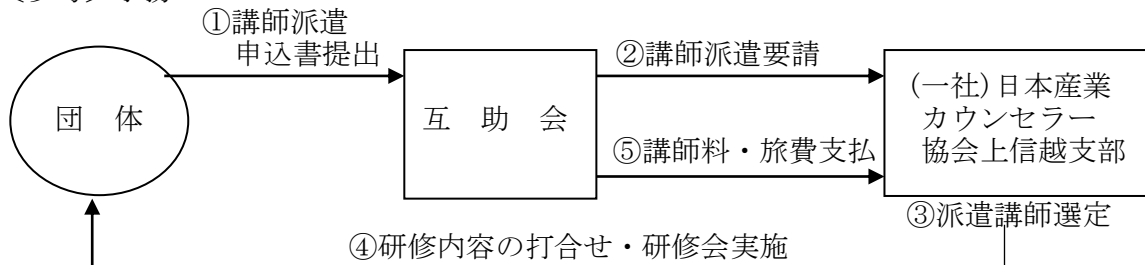 ①講師派遣
申込書提出
②講師派遣要請
団　体
互　助　会
(一社)日本産業
カウンセラー
協会上信越支部
⑤講師料・旅費支払
③派遣講師選定
④研修内容の打合せ・研修会実施